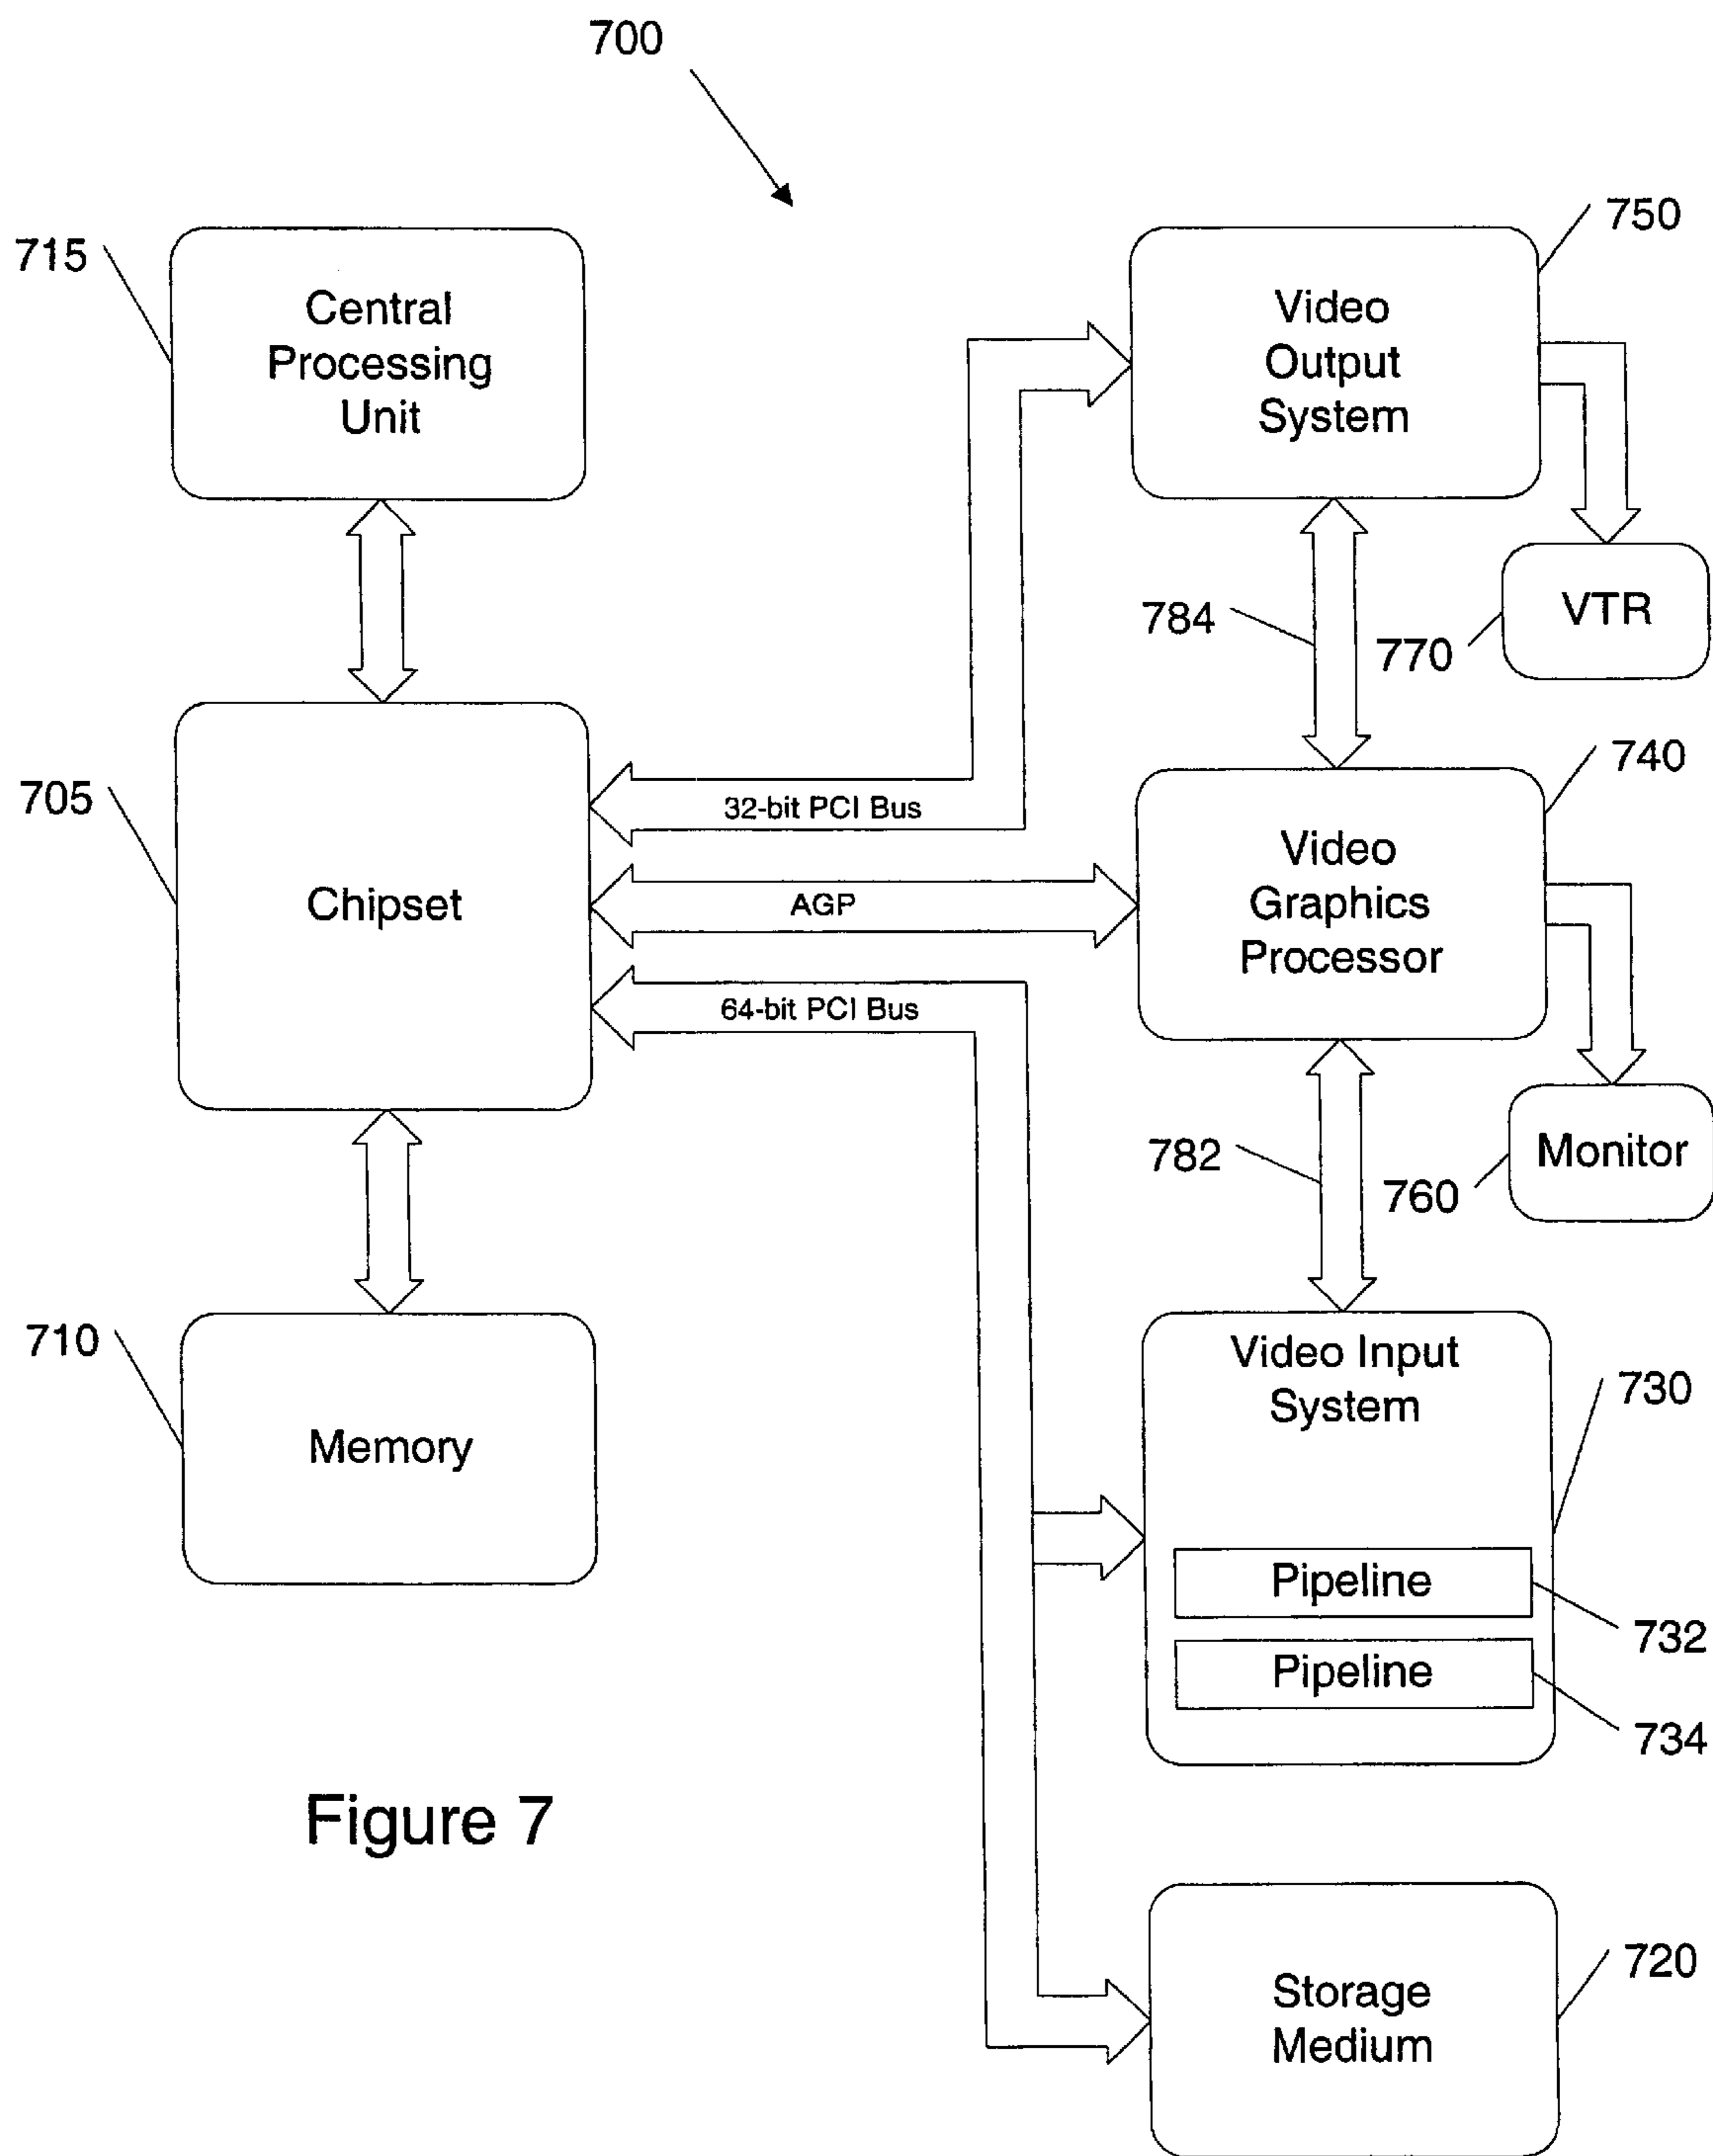 700
715
Central
Processing
Unit
750
Video
Output
System
784
770
VTR
705
Chipset
32-bit PCI Bus
AGP
64-bit PCI Bus
740
Video
Graphics
Processor
782
760
Monitor
710
Memory
Video Input
System
730
Pipeline
732
Pipeline
734
Figure 7
Storage
Medium
720